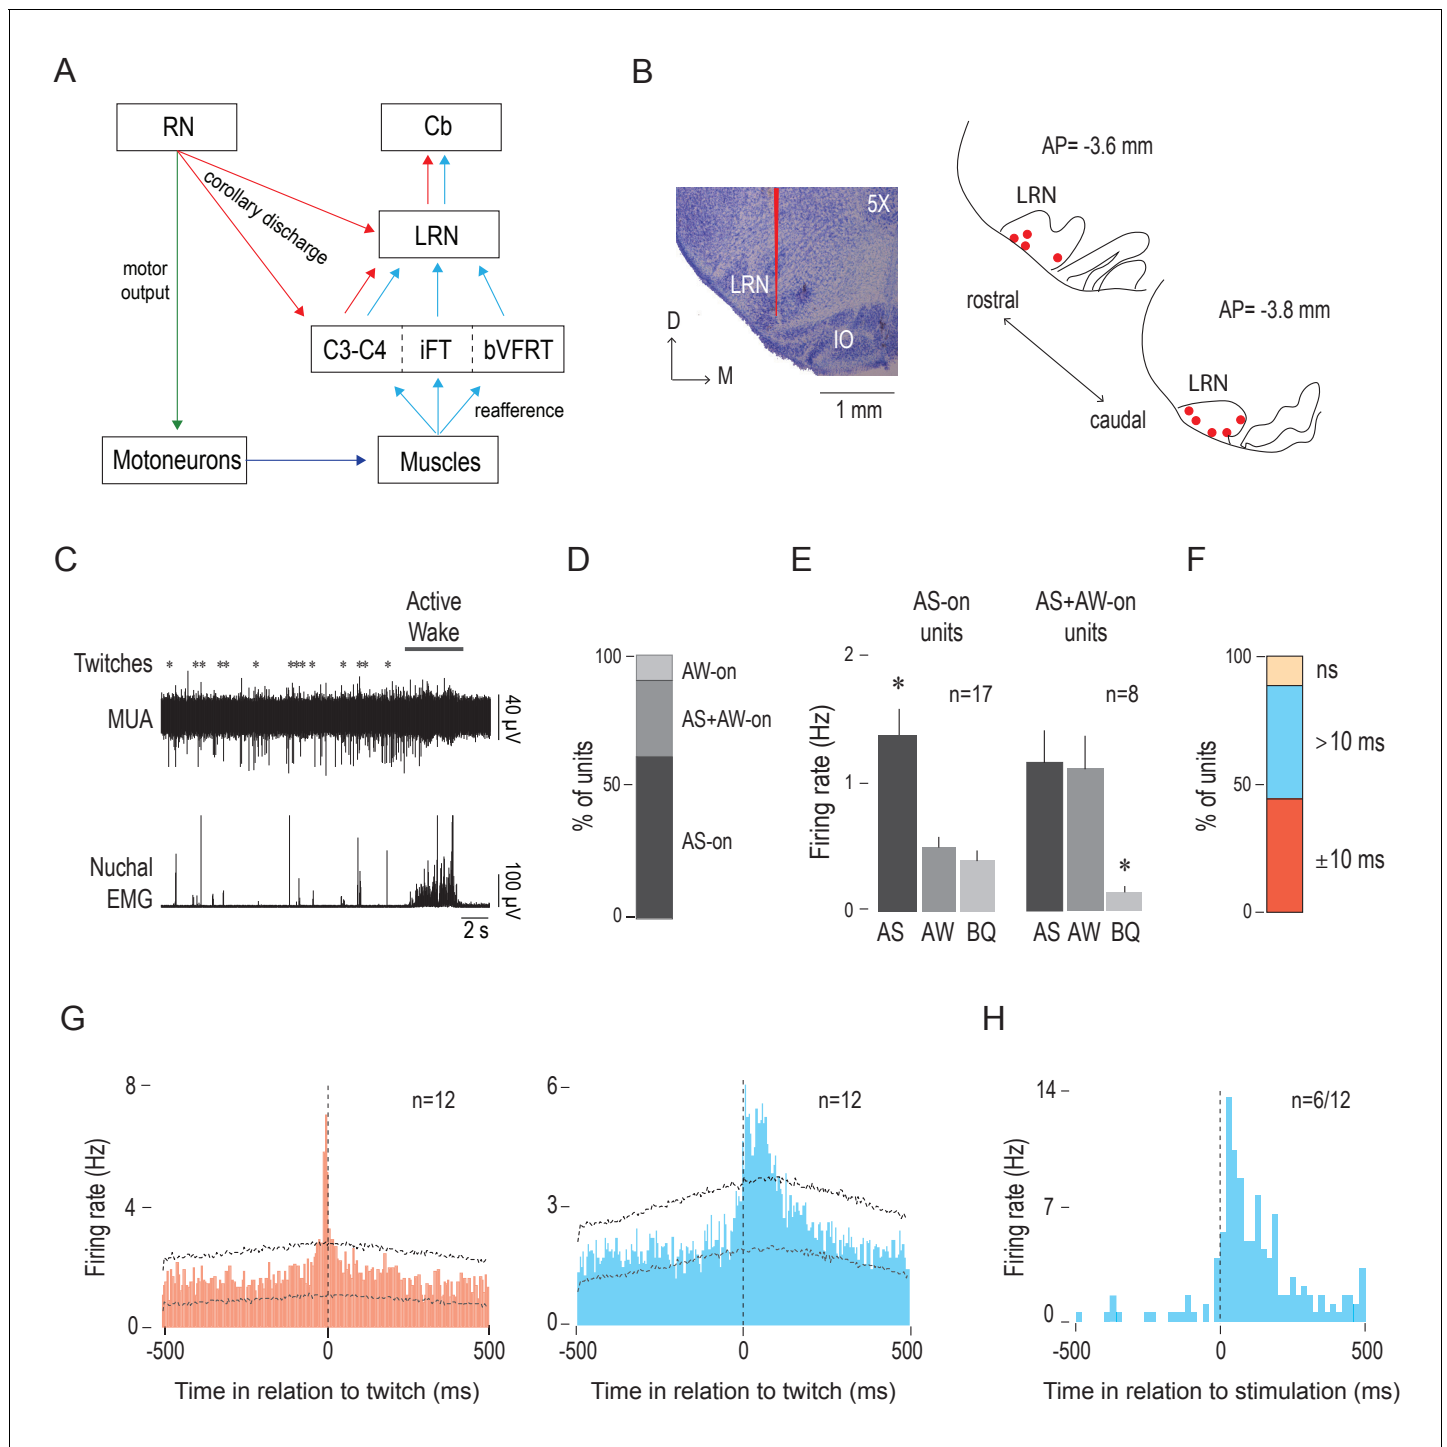 A
RN
Cb
corollary discharge
LRN
motor
output
C3-C4
iFT
bVFRT
reafference
Motoneurons
Muscles
B
5X
LRN
IO
D
M
1 mm
AP= -3.6 mm
LRN
rostral
caudal
AP= -3.8 mm
LRN
C
Active
Wake
Twitches
* ** ** * *** * * ** *
MUA
40 µV
Nuchal
EMG
100 µV
2 s
D
% of units
100
50
0
AW-on
AS+AW-on
AS-on
E
AS-on
units
AS+AW-on
units
Firing rate (Hz)
2
1
0
*
n=17
n=8
*
AS AW BQ
AS AW BQ
F
% of units
100
50
0
ns
>10 ms
±10 ms
G
Firing rate (Hz)
8
4
0
n=12
-500 0 500
Time in relation to twitch (ms)
6
3
0
n=12
-500 0 500
Time in relation to twitch (ms)
H
Firing rate (Hz)
14
7
0
n=6/12
-500 0 500
Time in relation to stimulation (ms)